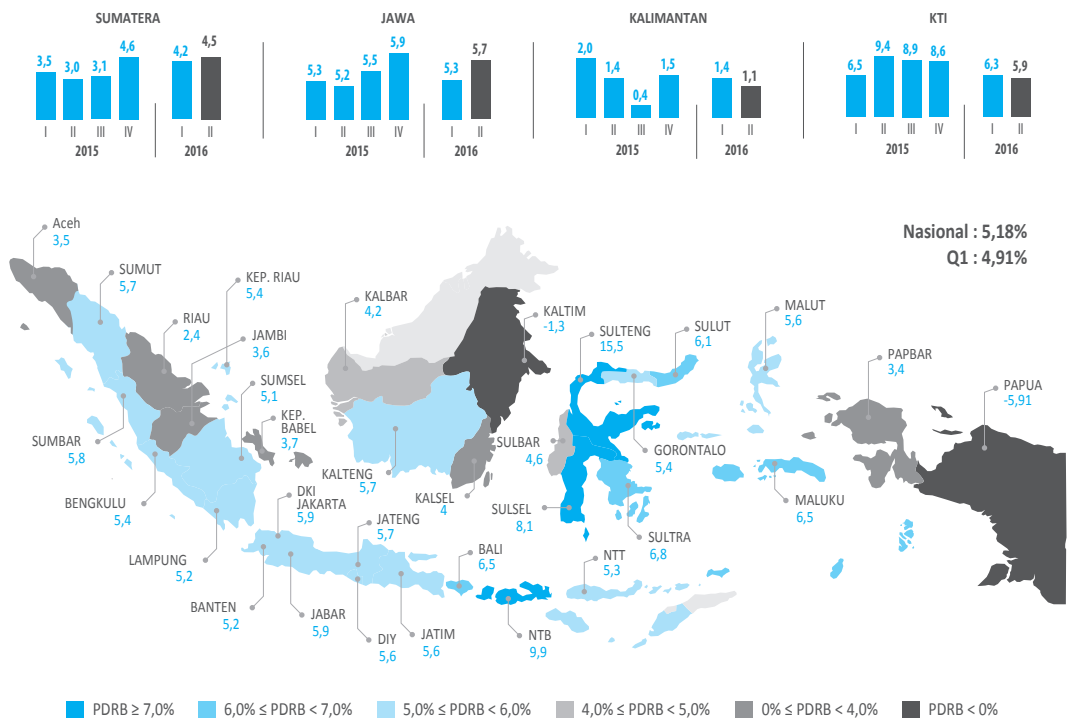 SUMATERA
3,5
3,0
3,1
4,6
4,2
4,5
I
II
III
IV
I
II
2015
2016
JAWA
5,3
5,2
5,5
5,9
5,3
5,7
I
II
III
IV
I
II
2015
2016
KALIMANTAN
2,0
1,4
0,4
1,5
1,4
1,1
I
II
III
IV
I
II
2015
2016
KTI
6,5
9,4
8,9
8,6
6,3
5,9
I
II
III
IV
I
II
2015
2016
Nasional : 5,18%
Q1 : 4,91%
Aceh
3,5
SUMUT
5,7
RIAU
2,4
KEP. RIAU
5,4
JAMBI
3,6
SUMSEL
5,1
KEP.
BABEL
3,7
SUMBAR
5,8
BENGKULU
5,4
LAMPUNG
5,2
BANTEN
5,2
DKI
JAKARTA
5,9
JABAR
5,9
JATENG
5,7
DIY
5,6
JATIM
5,6
BALI
6,5
NTB
9,9
NTT
5,3
KALBAR
4,2
KALTENG
5,7
KALSEL
4
KALTIM
-1,3
SULTENG
15,5
SULUT
6,1
SULBAR
4,6
GORONTALO
5,4
SULSEL
8,1
SULTRA
6,8
MALUT
5,6
MALUKU
6,5
PAPBAR
3,4
PAPUA
-5,91
PDRB ≥ 7,0%
6,0% ≤ PDRB < 7,0%
5,0% ≤ PDRB < 6,0%
4,0% ≤ PDRB < 5,0%
0% ≤ PDRB < 4,0%
PDRB < 0%